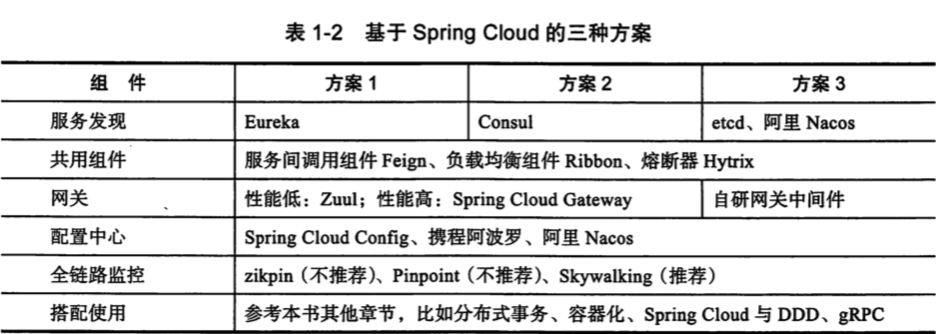 表 1-2 基于 Spring Cloud 的三种方案
组 件 方案 1 方案 2 方案 3
服务发现 Eureka Consul etcd、阿里 Nacos
共用组件 服务间调用组件 Feign、负载均衡组件 Ribbon、熔断器 Hytrix
网关 性能低：Zuul；性能高：Spring Cloud Gateway 自研网关中间件
配置中心 Spring Cloud Config、携程阿波罗、阿里 Nacos
全链路监控 zikpin（不推荐）、Pinpoint（不推荐）、Skywalking（推荐）
搭配使用 参考本书其他章节，比如分布式事务、容器化、Spring Cloud 与 DDD、gRPC